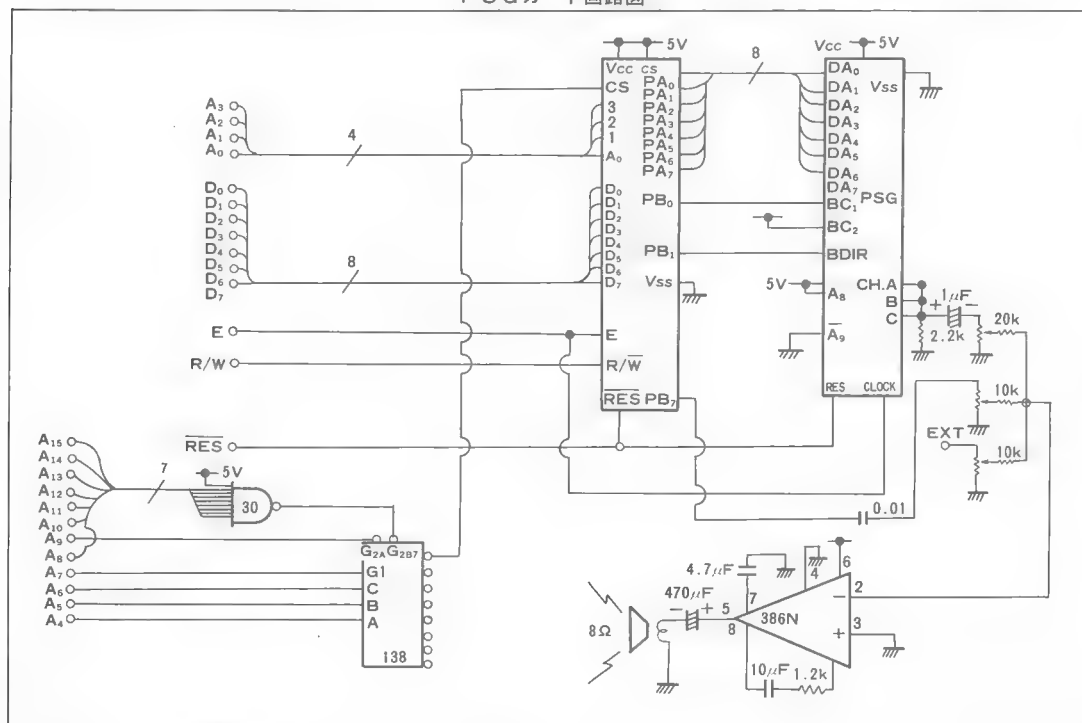 PSGカード回路図
5V
8
Vcc
5V
Vcc CS
CS
PA0
PA1
PA2
PA3
PA4
PA5
PA6
PA7
DA0
DA1
DA2
DA3
DA4
DA5
DA6
DA7
Vss
PSG
A3
A2
A1
A0
4
3
2
1
A0
D0
D1
D2
D3
D4
D5
D6
D7
8
D0
D1
D2
D3
D4
D5
D6
D7
PB0
BC1
BC2
PB1
BDIR
Vss
5V
A8
A̅9̅
CH.A
B
C
+ 1μF −
2.2k
20k
E
E
R/W
R/W̅
R̅E̅S̅
PB7
RES
CLOCK
10k
R̅E̅S̅
EXT
10k
0.01
A15
A14
A13
A12
A11
A10
A9
A8
A7
A6
A5
A4
7
5V
30
G2A G2B7
G1
C
B
A
138
4.7μF
4
6
470μF
7
2
− + 5
386N
−
8Ω
8
+
3
10μF
1.2k